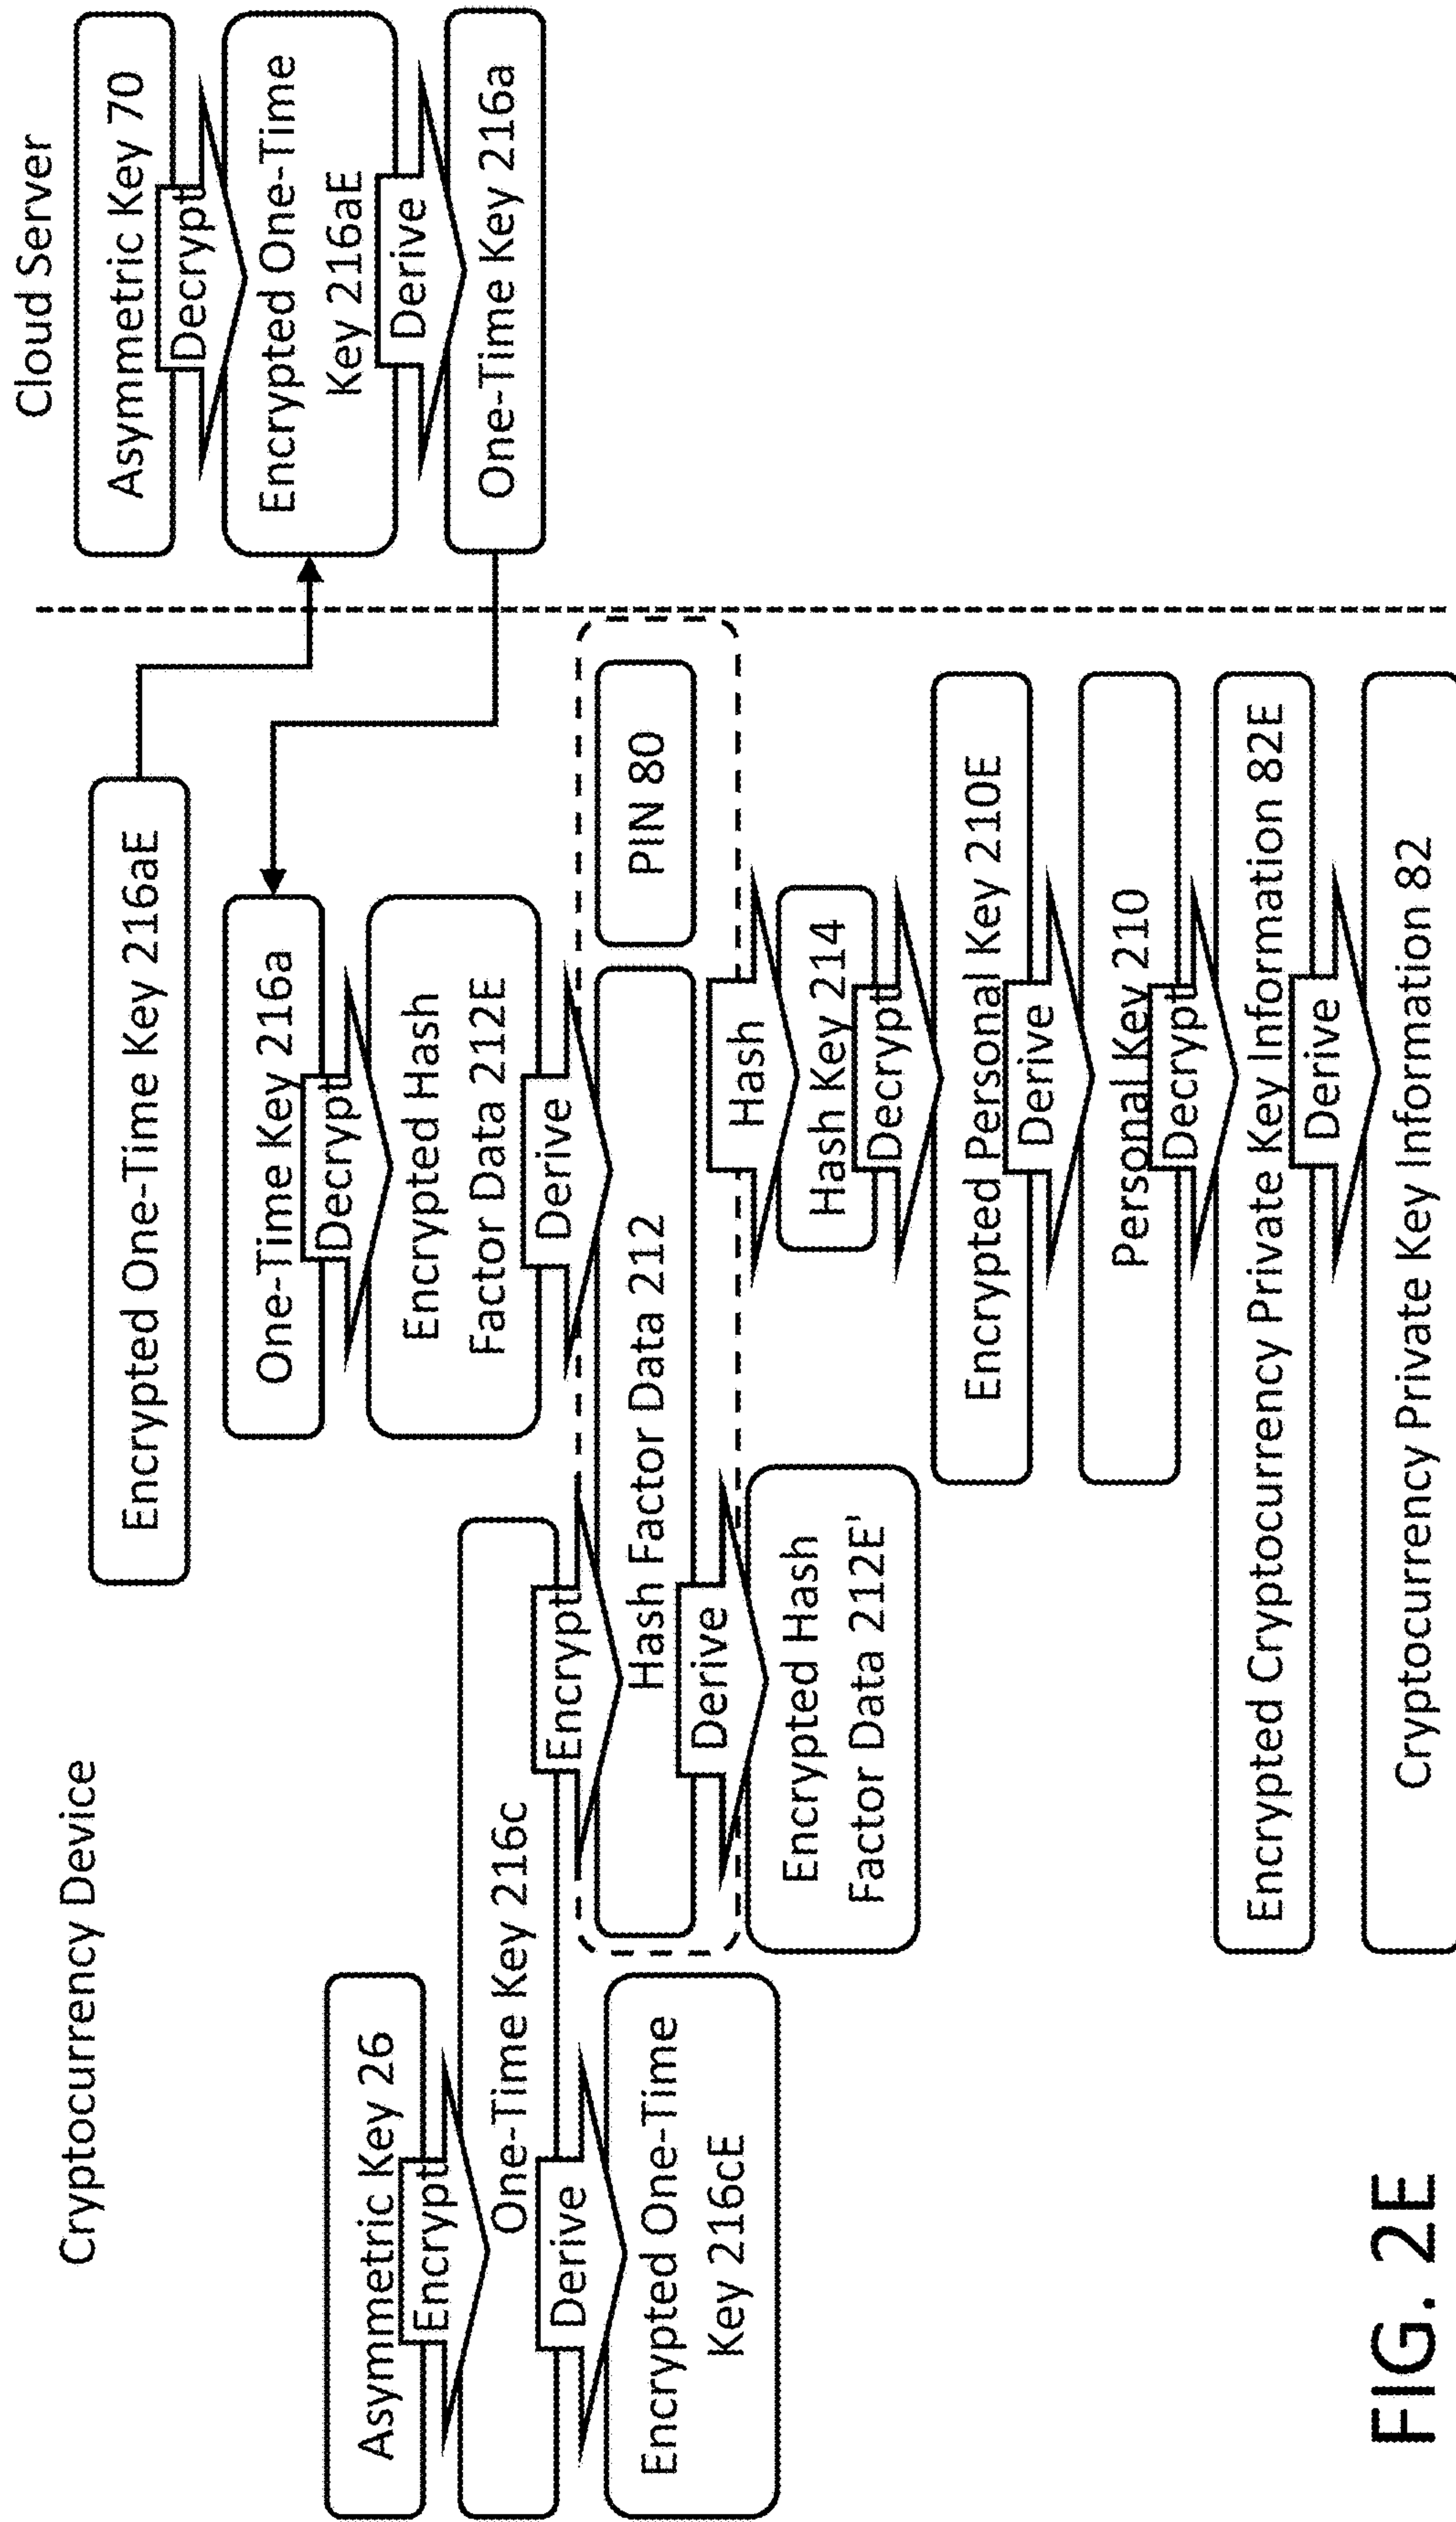 Cryptocurrency Device
Cloud Server
Encrypted One-Time Key 216aE
Asymmetric Key 70
Decrypt
Encrypted One-Time
Key 216aE
Derive
One-Time Key 216a
One-Time Key 216a
Decrypt
Encrypted Hash
Factor Data 212E
Derive
Asymmetric Key 26
Encrypt
One-Time Key 216c
Derive
Encrypted One-Time
Key 216cE
Encrypt
Hash Factor Data 212
PIN 80
Derive
Encrypted Hash
Factor Data 212E'
Hash
Hash Key 214
Decrypt
Encrypted Personal Key 210E
Derive
Personal Key 210
Decrypt
Encrypted Cryptocurrency Private Key Information 82E
Derive
Cryptocurrency Private Key Information 82
FIG. 2E